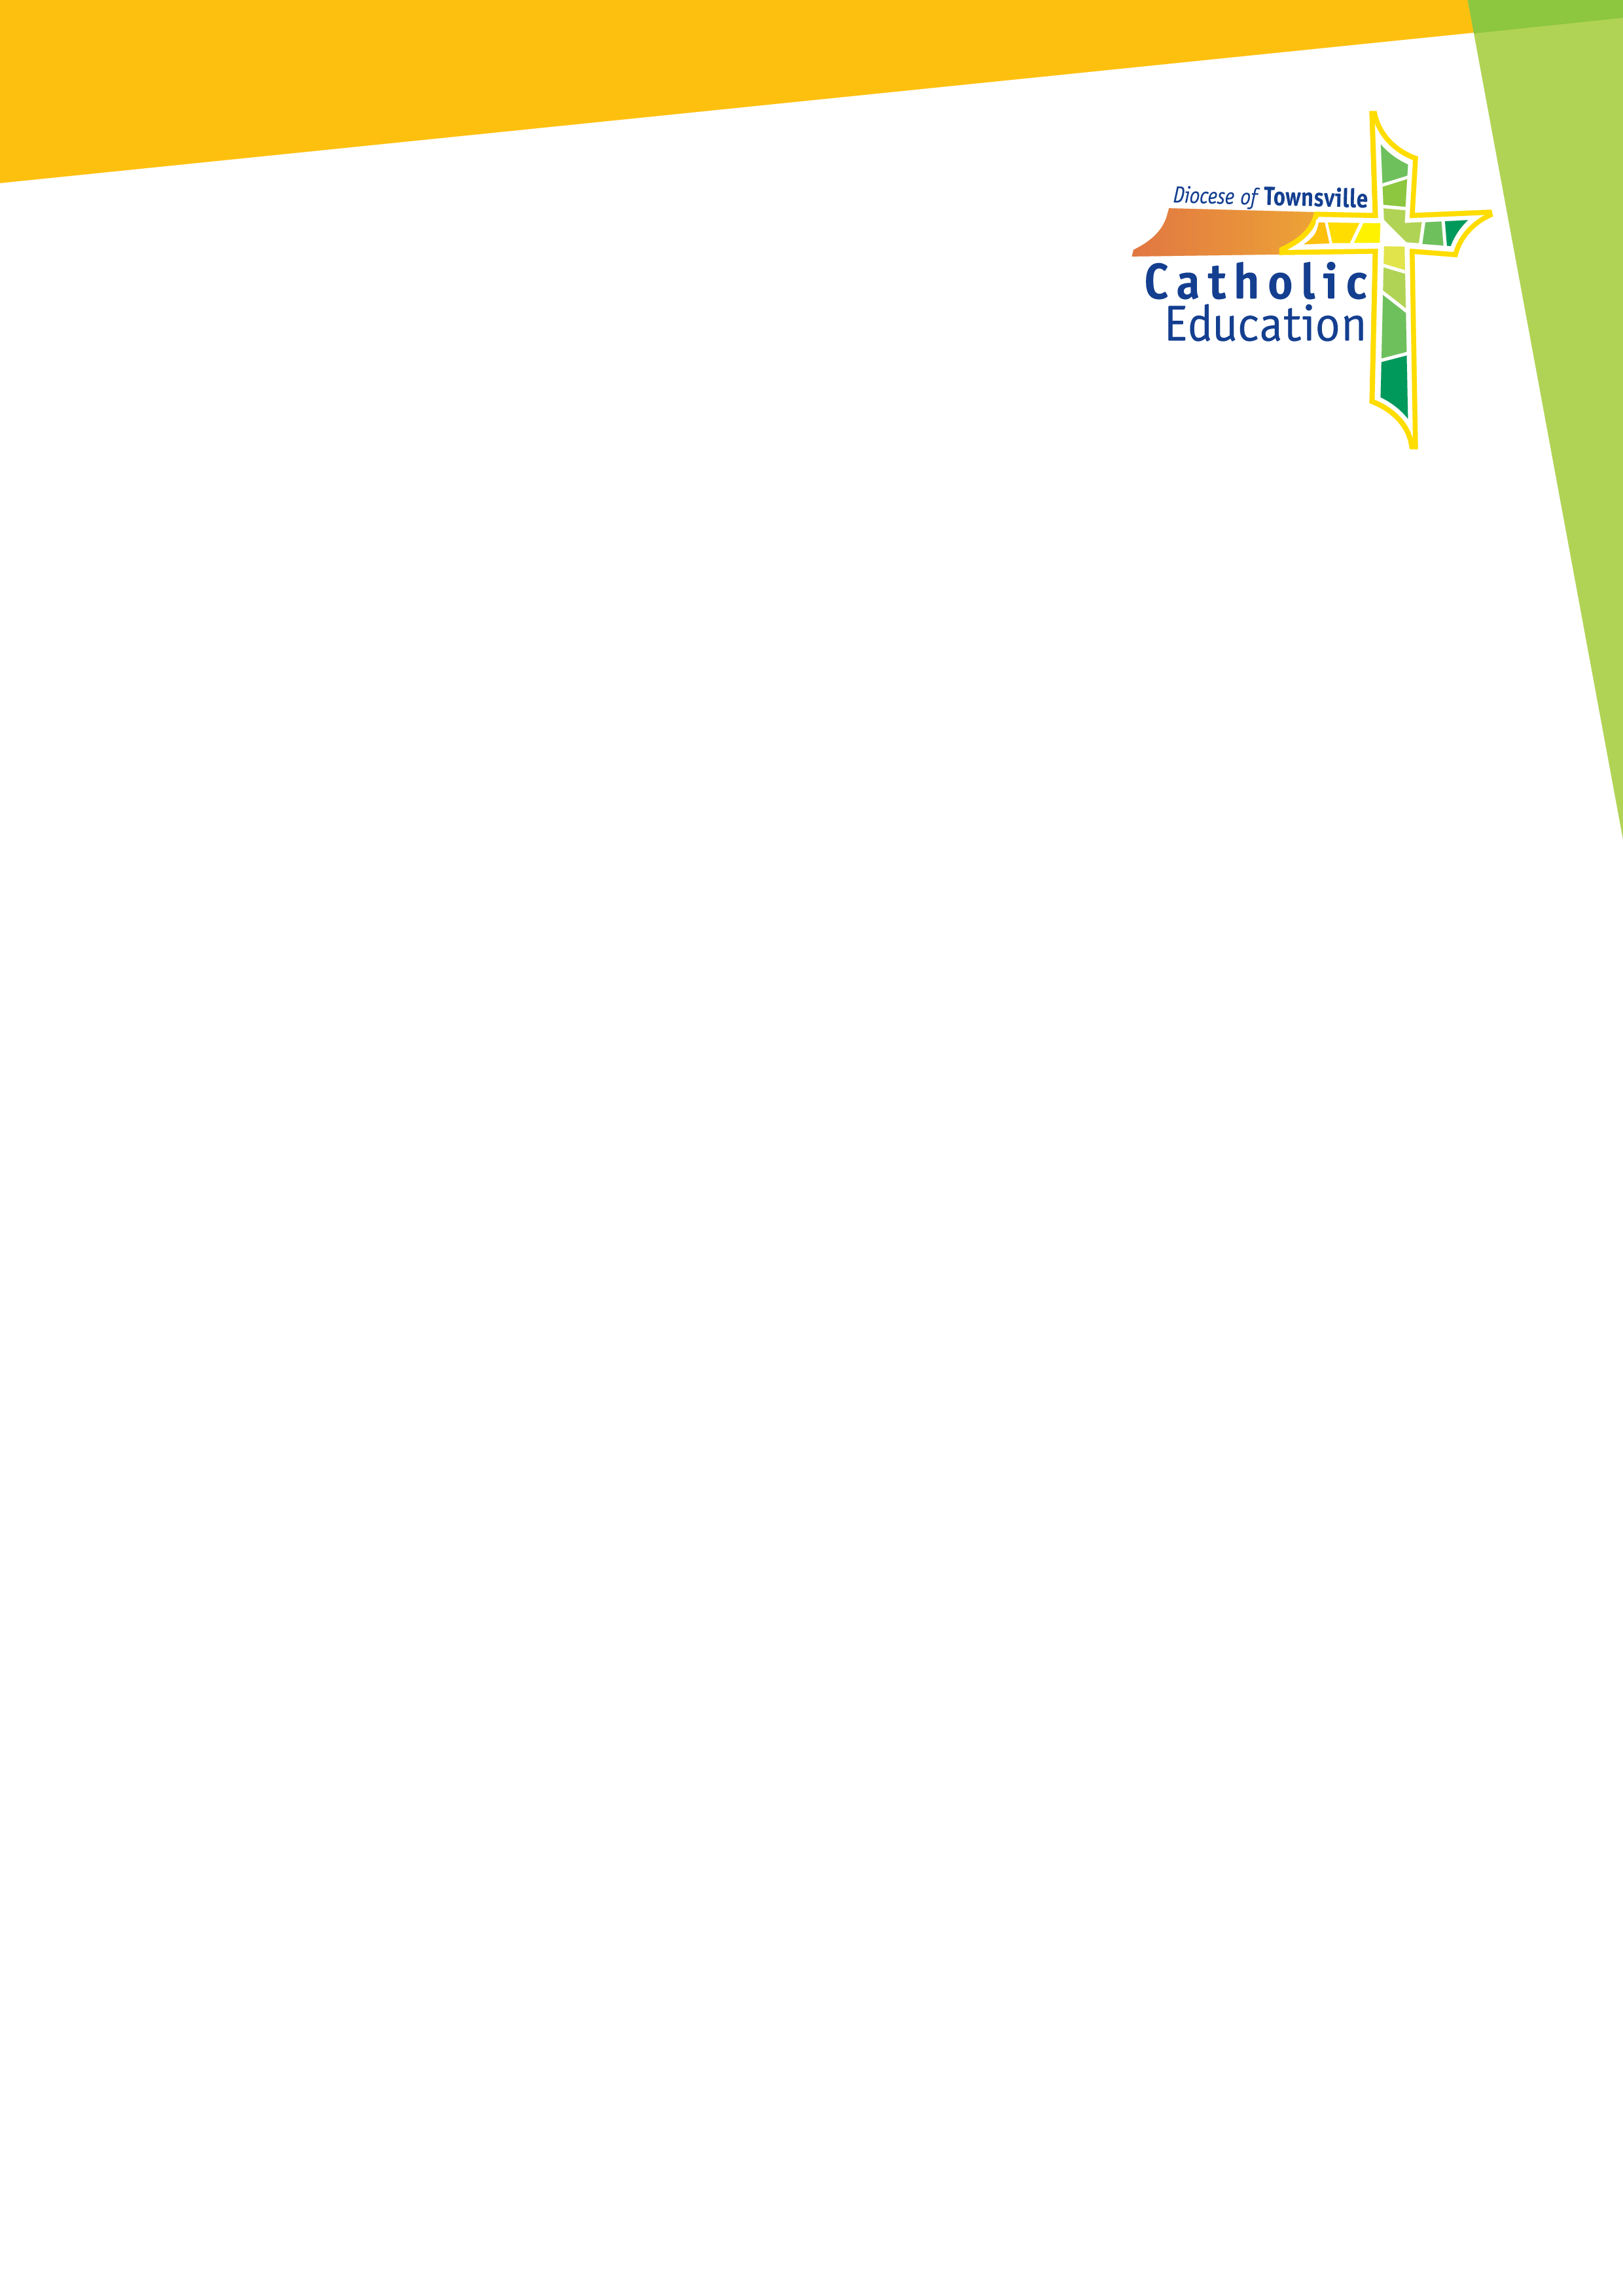 Diocese of Townsville
Catholic
Education